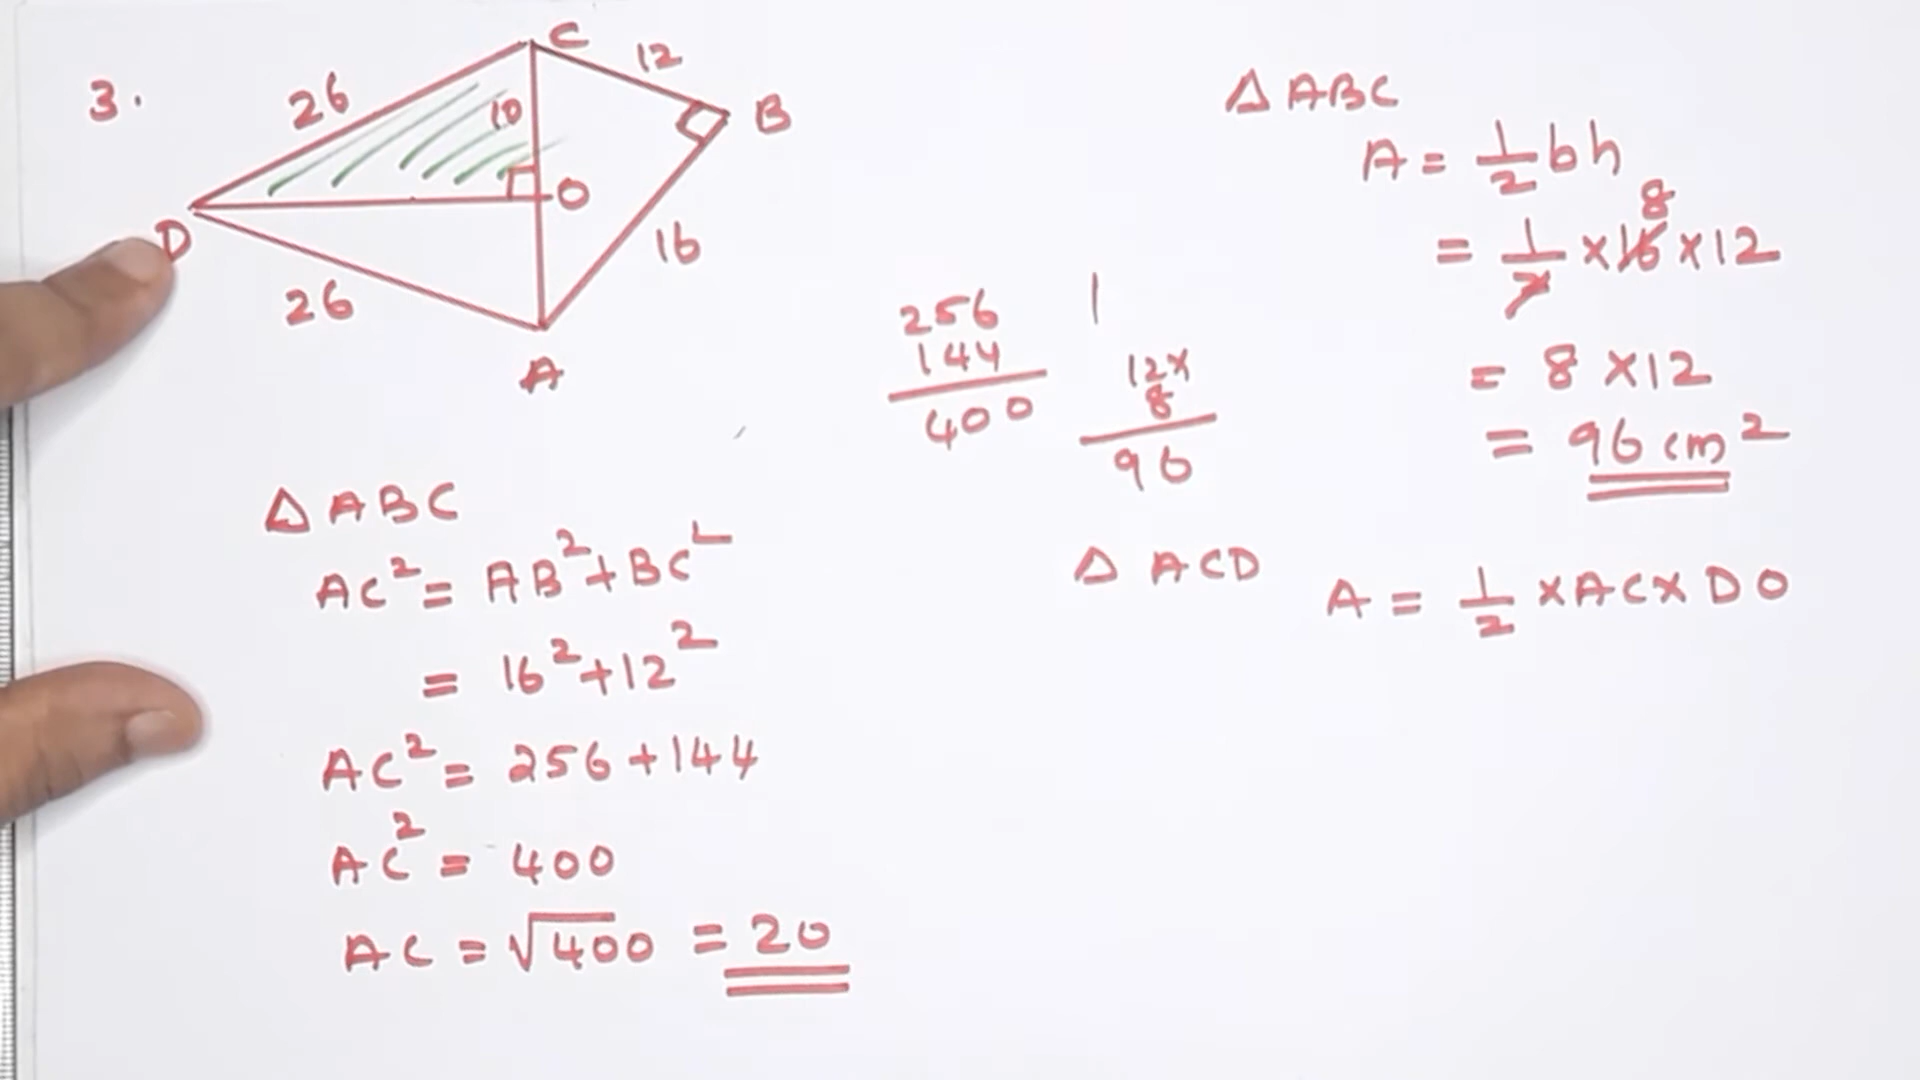 3.
C
12
26
10
B
O
D
16
26
A
256
144
400
12×
8
96
△ ABC
AC² = AB² + BC²
= 16² + 12²
AC² = 256 + 144
AC² = 400
AC = √400 = 20
△ ABC
A = 1/2 bh
8
= 1/2 × 16 × 12
= 8 × 12
= 96 cm²
△ ACD A = 1/2 × AC × DO